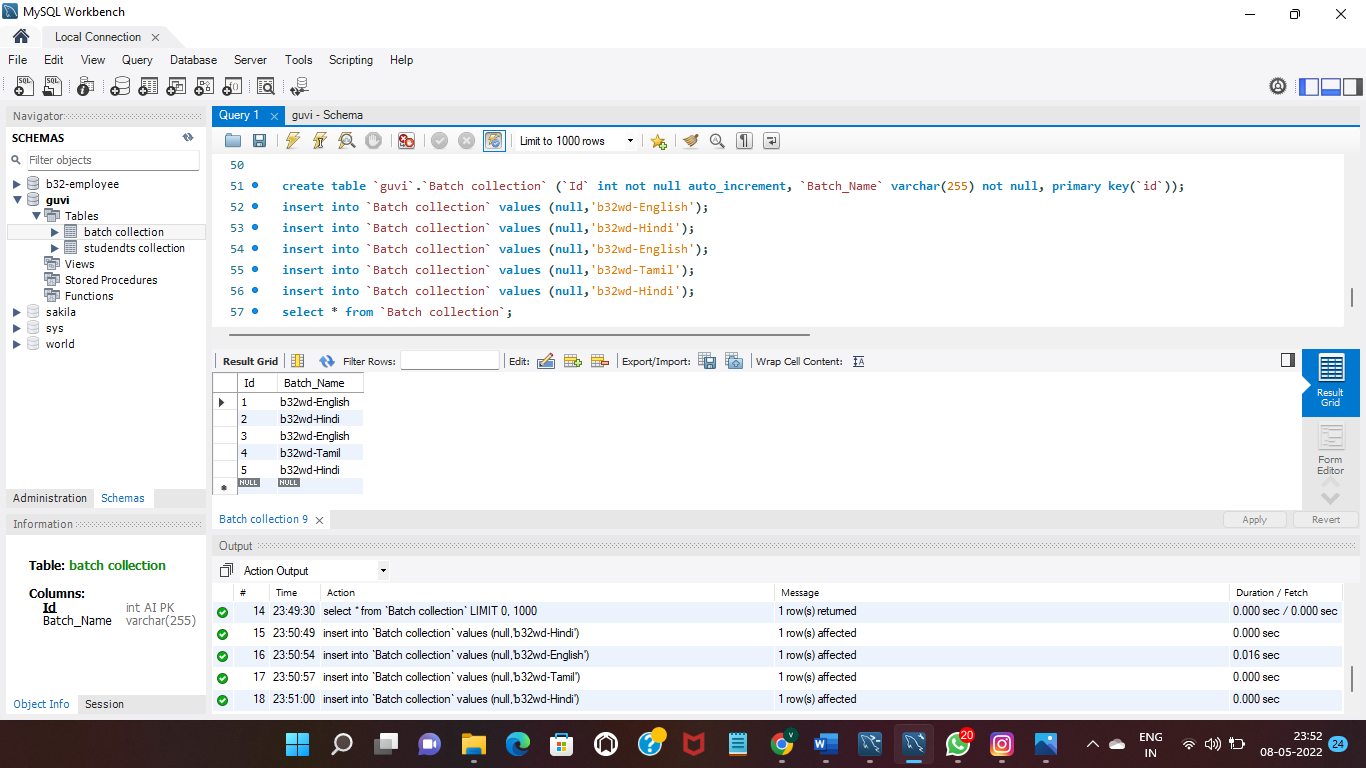 MySQL Workbench
Local Connection
File Edit View Query Database Server Tools Scripting Help
Navigator
SCHEMAS
Filter objects
b32-employee
guvi
Tables
batch collection
studendts collection
Views
Stored Procedures
Functions
sakila
sys
world
Administration Schemas
Information
Table: batch collection
Columns:
Id int AI PK
Batch_Name varchar(255)
Object Info Session
Query 1 guvi - Schema
Limit to 1000 rows
50
51 create table `guvi`.`Batch collection` (`Id` int not null auto_increment, `Batch_Name` varchar(255) not null, primary key(`id`));
52 insert into `Batch collection` values (null,'b32wd-English');
53 insert into `Batch collection` values (null,'b32wd-Hindi');
54 insert into `Batch collection` values (null,'b32wd-English');
55 insert into `Batch collection` values (null,'b32wd-Tamil');
56 insert into `Batch collection` values (null,'b32wd-Hindi');
57 select * from `Batch collection`;
Result Grid Filter Rows: Edit: Export/Import: Wrap Cell Content:
Id Batch_Name
1 b32wd-English
2 b32wd-Hindi
3 b32wd-English
4 b32wd-Tamil
5 b32wd-Hindi
NULL NULL
Result
Grid
Form
Editor
Batch collection 9 Apply Revert
Output
Action Output
# Time Action Message Duration / Fetch
14 23:49:30 select * from `Batch collection` LIMIT 0, 1000 1 row(s) returned 0.000 sec / 0.000 sec
15 23:50:49 insert into `Batch collection` values (null,'b32wd-Hindi') 1 row(s) affected 0.000 sec
16 23:50:54 insert into `Batch collection` values (null,'b32wd-English') 1 row(s) affected 0.016 sec
17 23:50:57 insert into `Batch collection` values (null,'b32wd-Tamil') 1 row(s) affected 0.000 sec
18 23:51:00 insert into `Batch collection` values (null,'b32wd-Hindi') 1 row(s) affected 0.000 sec
V
20
ENG
IN
23:52
08-05-2022
24